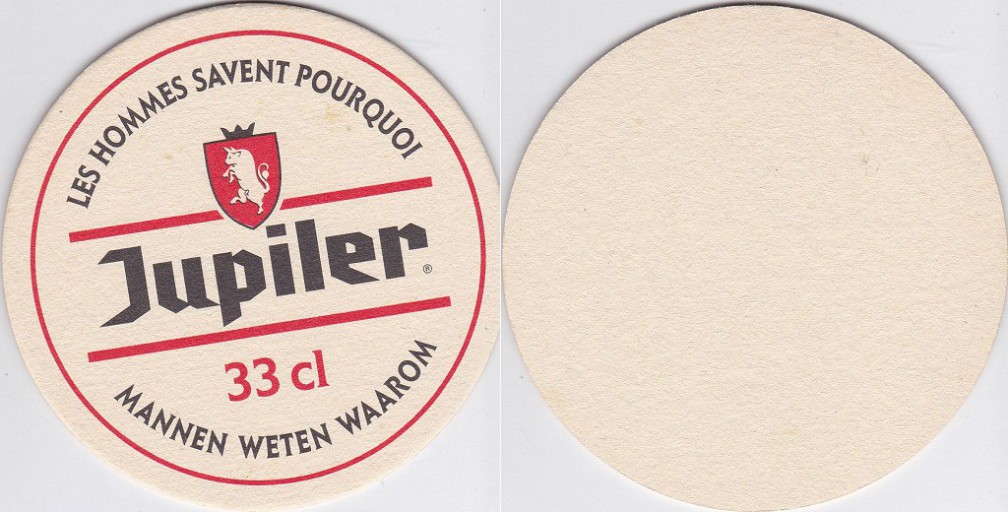 LES HOMMES SAVENT POURQUOI
Jupiler®
33 cl
MANNEN WETEN WAAROM